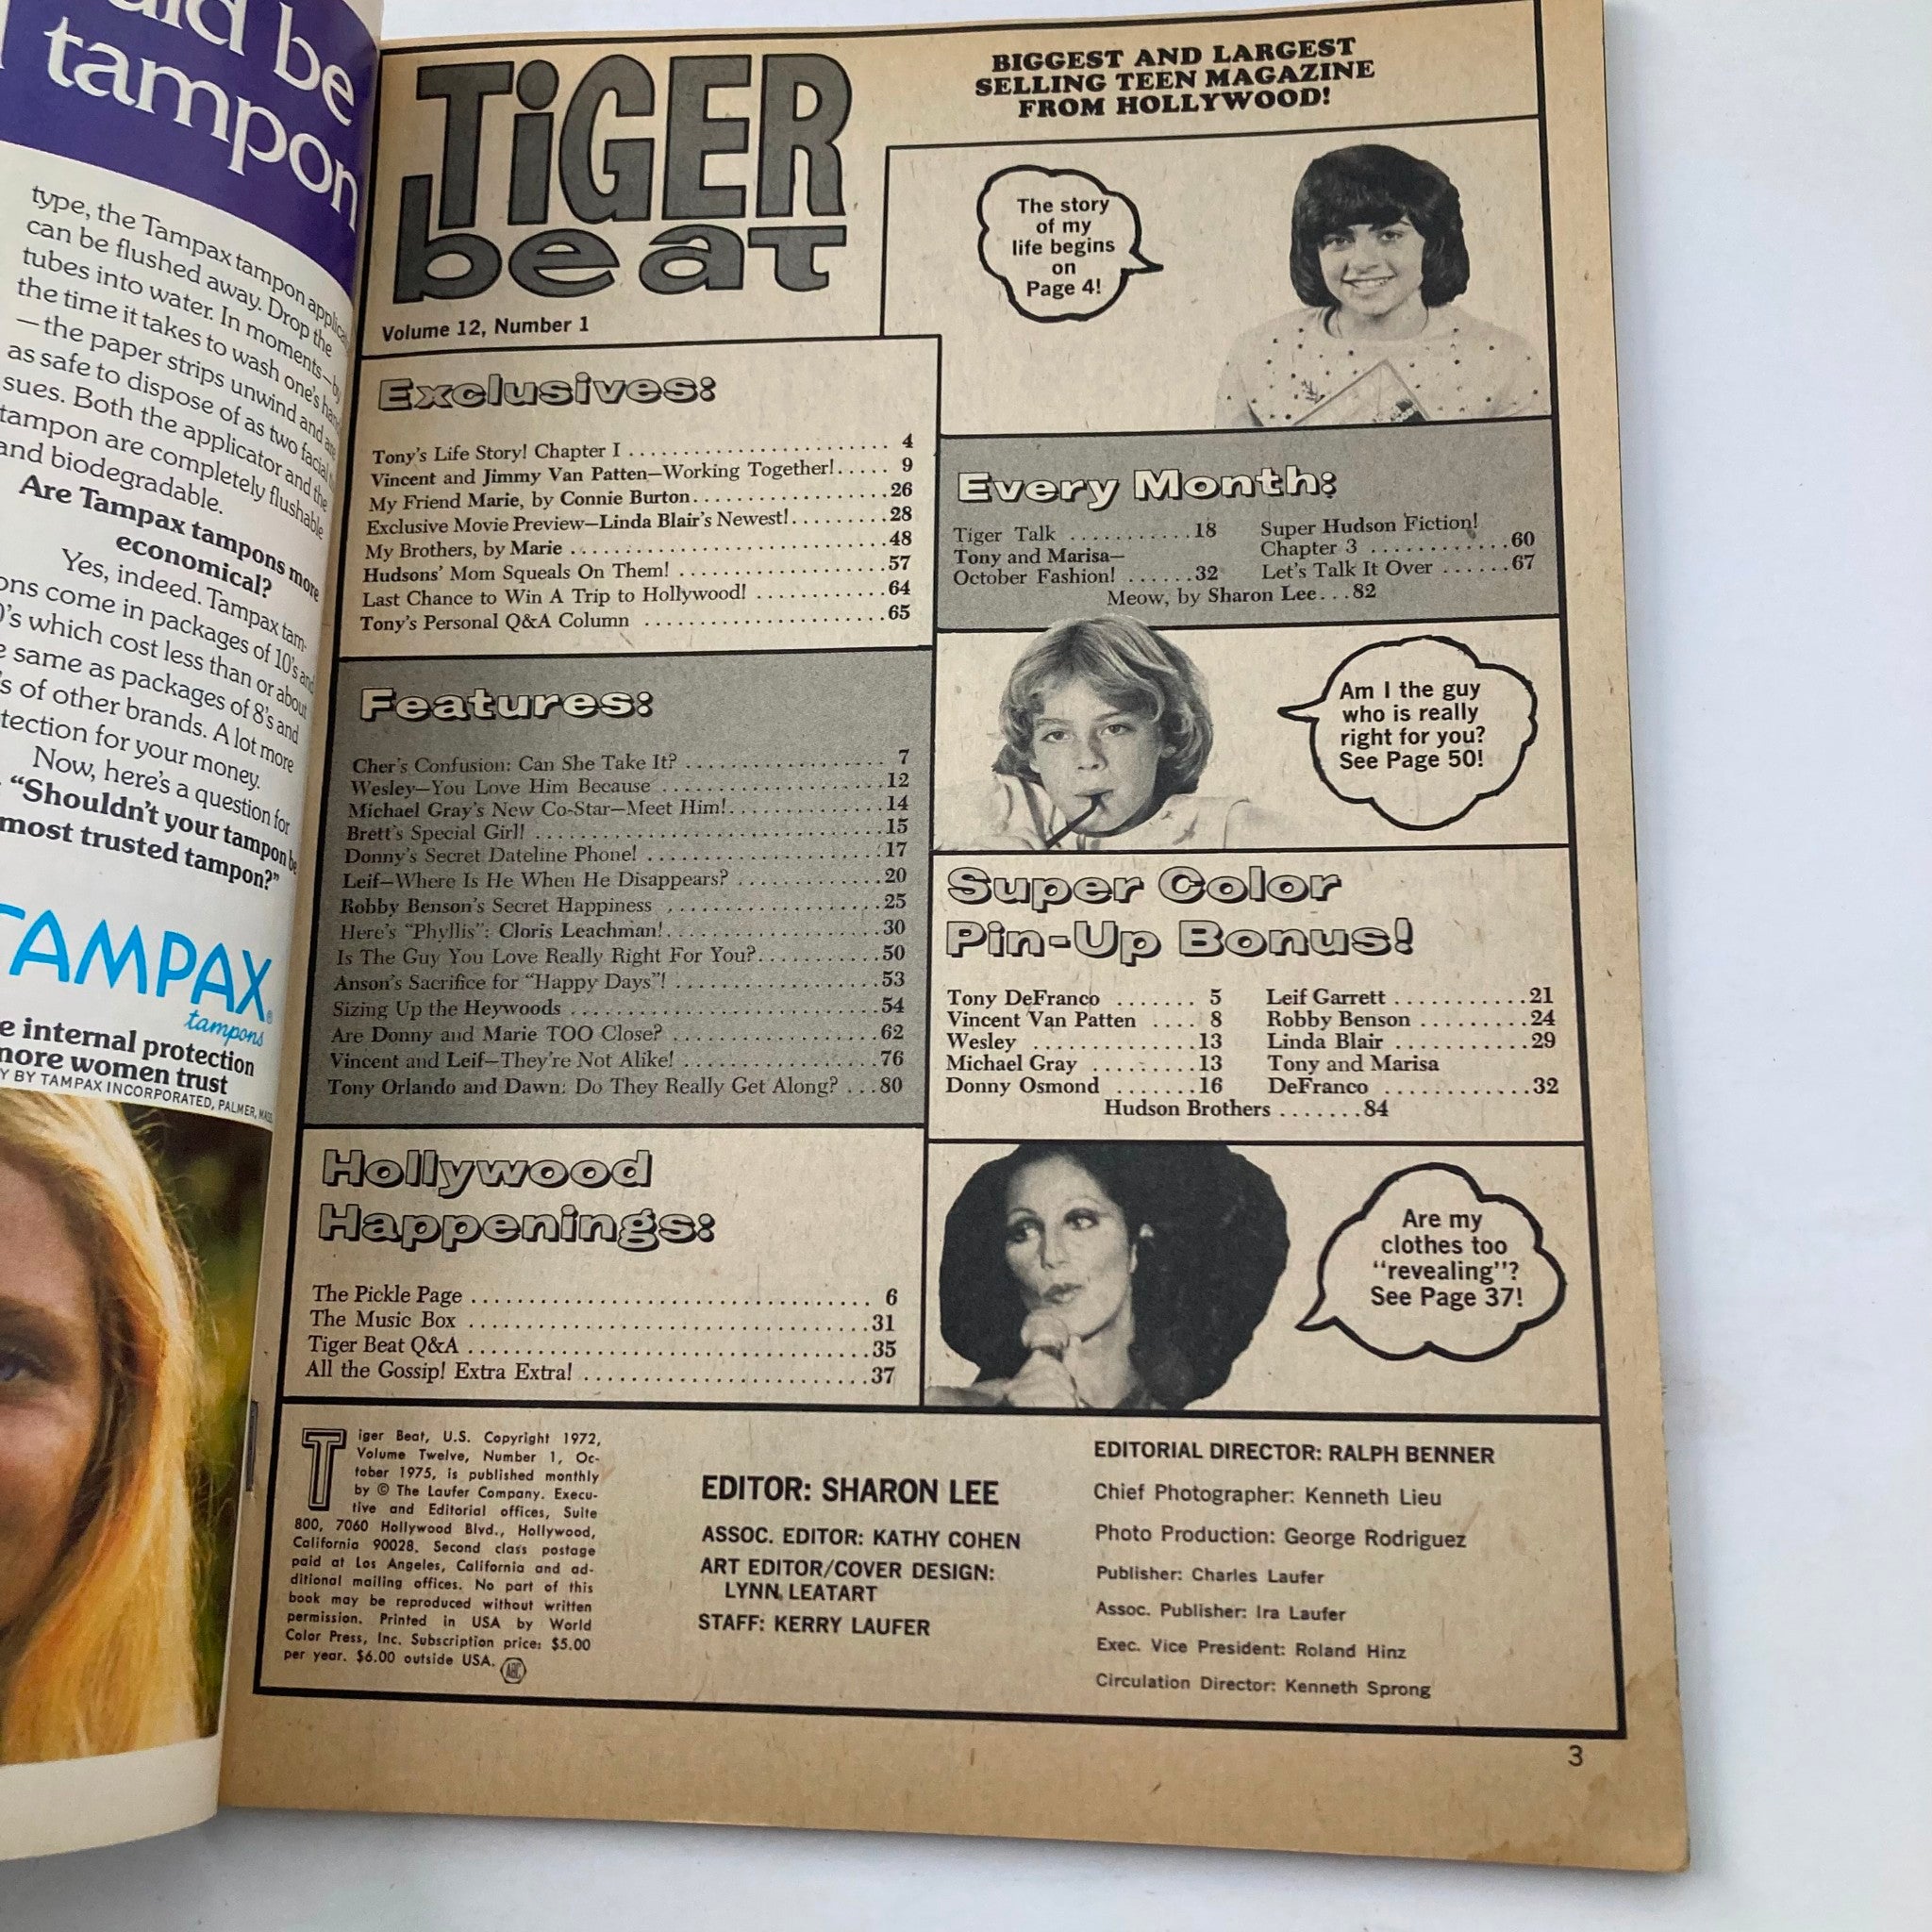 uld be
tampon
type, the Tampax tampon
can be flushed away. Drop the
tubes into water. In moments—by
the time it takes to wash one's
—the paper strips unwind and are
as safe to dispose of as two facial
sues. Both the applicator and the
tampon are completely flushable
and biodegradable.
Are Tampax tampons more
economical?
Yes, indeed. Tampax tam-
ons come in packages of 10's and
0's which cost less than or about
e same as packages of 8's and
's of other brands. A lot more
tection for your money.
Now, here's a question for
"Shouldn't your tampon be
most trusted tampon?"
TAMPAX®
tampons
e internal protection
more women trust
Y BY TAMPAX INCORPORATED, PALMER, MASS.
TiGER
beat
Volume 12, Number 1
BIGGEST AND LARGEST
SELLING TEEN MAGAZINE
FROM HOLLYWOOD!
The story
of my
life begins
on
Page 4!
Exclusives:
Tony's Life Story! Chapter I .......... 4
Vincent and Jimmy Van Patten—Working Together!..... 9
My Friend Marie, by Connie Burton.......... 26
Exclusive Movie Preview—Linda Blair's Newest!.......... 28
My Brothers, by Marie .......... 48
Hudsons' Mom Squeals On Them! .......... 57
Last Chance to Win A Trip to Hollywood! .......... 64
Tony's Personal Q&A Column .......... 65
Every Month:
Tiger Talk ...........18
Tony and Marisa—
October Fashion! ......32
Super Hudson Fiction!
Chapter 3 ............60
Let's Talk It Over ......67
Meow, by Sharon Lee...82
Features:
Cher's Confusion: Can She Take It? .......... 7
Wesley—You Love Him Because .......... 12
Michael Gray's New Co-Star—Meet Him!.......... 14
Brett's Special Girl! .......... 15
Donny's Secret Dateline Phone! .......... 17
Leif—Where Is He When He Disappears? .......... 20
Robby Benson's Secret Happiness .......... 25
Here's "Phyllis": Cloris Leachman!.......... 30
Is The Guy You Love Really Right For You?.......... 50
Anson's Sacrifice for "Happy Days"! .......... 53
Sizing Up the Heywoods .......... 54
Are Donny and Marie TOO Close? .......... 62
Vincent and Leif—They're Not Alike! .......... 76
Tony Orlando and Dawn: Do They Really Get Along? ...80
Am I the guy
who is really
right for you?
See Page 50!
Super Color
Pin-Up Bonus!
Tony DeFranco ....... 5
Vincent Van Patten .... 8
Wesley ..............13
Michael Gray .........13
Donny Osmond .......16
Leif Garrett ...........21
Robby Benson .........24
Linda Blair ...........29
Tony and Marisa
DeFranco ............32
Hudson Brothers .......84
Hollywood
Happenings:
The Pickle Page .......... 6
The Music Box .......... 31
Tiger Beat Q&A .......... 35
All the Gossip! Extra Extra! .......... 37
Are my
clothes too
"revealing"?
See Page 37!
Tiger Beat, U.S. Copyright 1972,
Volume Twelve, Number 1, Oc-
tober 1975, is published monthly
by © The Laufer Company. Execu-
tive and Editorial offices, Suite
800, 7060 Hollywood Blvd., Hollywood,
California 90028. Second class postage
paid at Los Angeles, California and ad-
ditional mailing offices. No part of this
book may be reproduced without written
permission. Printed in USA by World
Color Press, Inc. Subscription price: $5.00
per year. $6.00 outside USA.
ABC
EDITOR: SHARON LEE
ASSOC. EDITOR: KATHY COHEN
ART EDITOR/COVER DESIGN:
LYNN LEATART
STAFF: KERRY LAUFER
EDITORIAL DIRECTOR: RALPH BENNER
Chief Photographer: Kenneth Lieu
Photo Production: George Rodriguez
Publisher: Charles Laufer
Assoc. Publisher: Ira Laufer
Exec. Vice President: Roland Hinz
Circulation Director: Kenneth Sprong
3